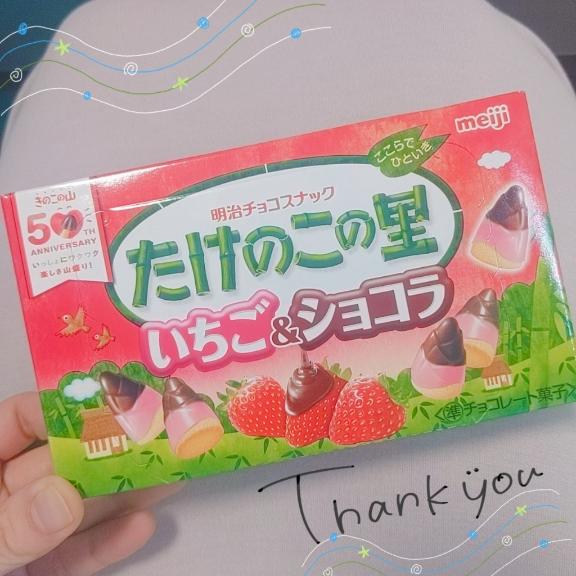 meiji
ここらで
ひといき
きのこの山
50TH
ANNIVERSARY
いっしょにワクワク
楽しさ山盛り!
明治チョコスナック
たけのこの里
いちご&ショコラ
(準)チョコレート菓子
Thank you